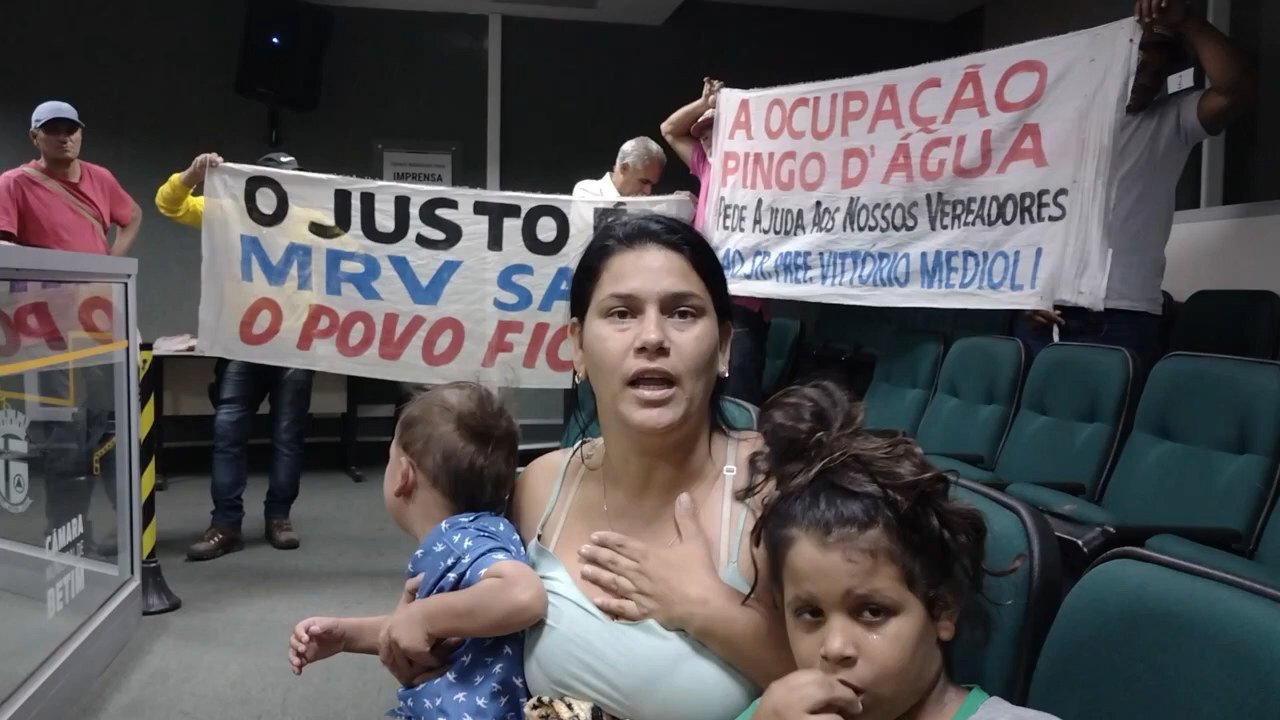 IMPRENSA
O JUSTO É
MRV SA
O POVO FIC
A OCUPAÇÃO
PINGO D'ÁGUA
PEDE AJUDA AOS NOSSOS VEREADORES
AO SR. PREF. VITTÓRIO MEDIOLI
CÂMARA
BETIM